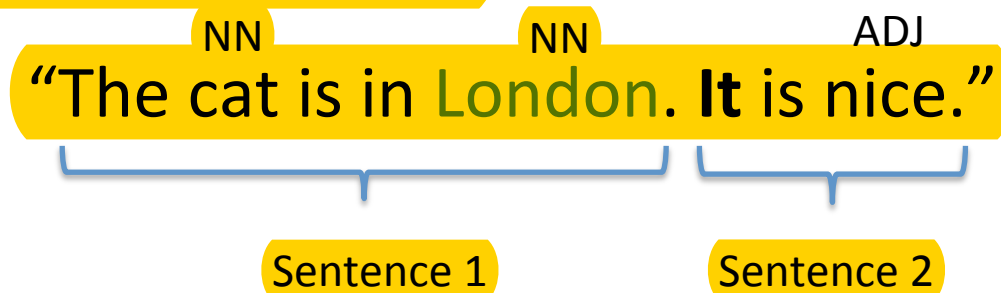 NN NN ADJ
“The cat is in London. It is nice.”
Sentence 1 Sentence 2